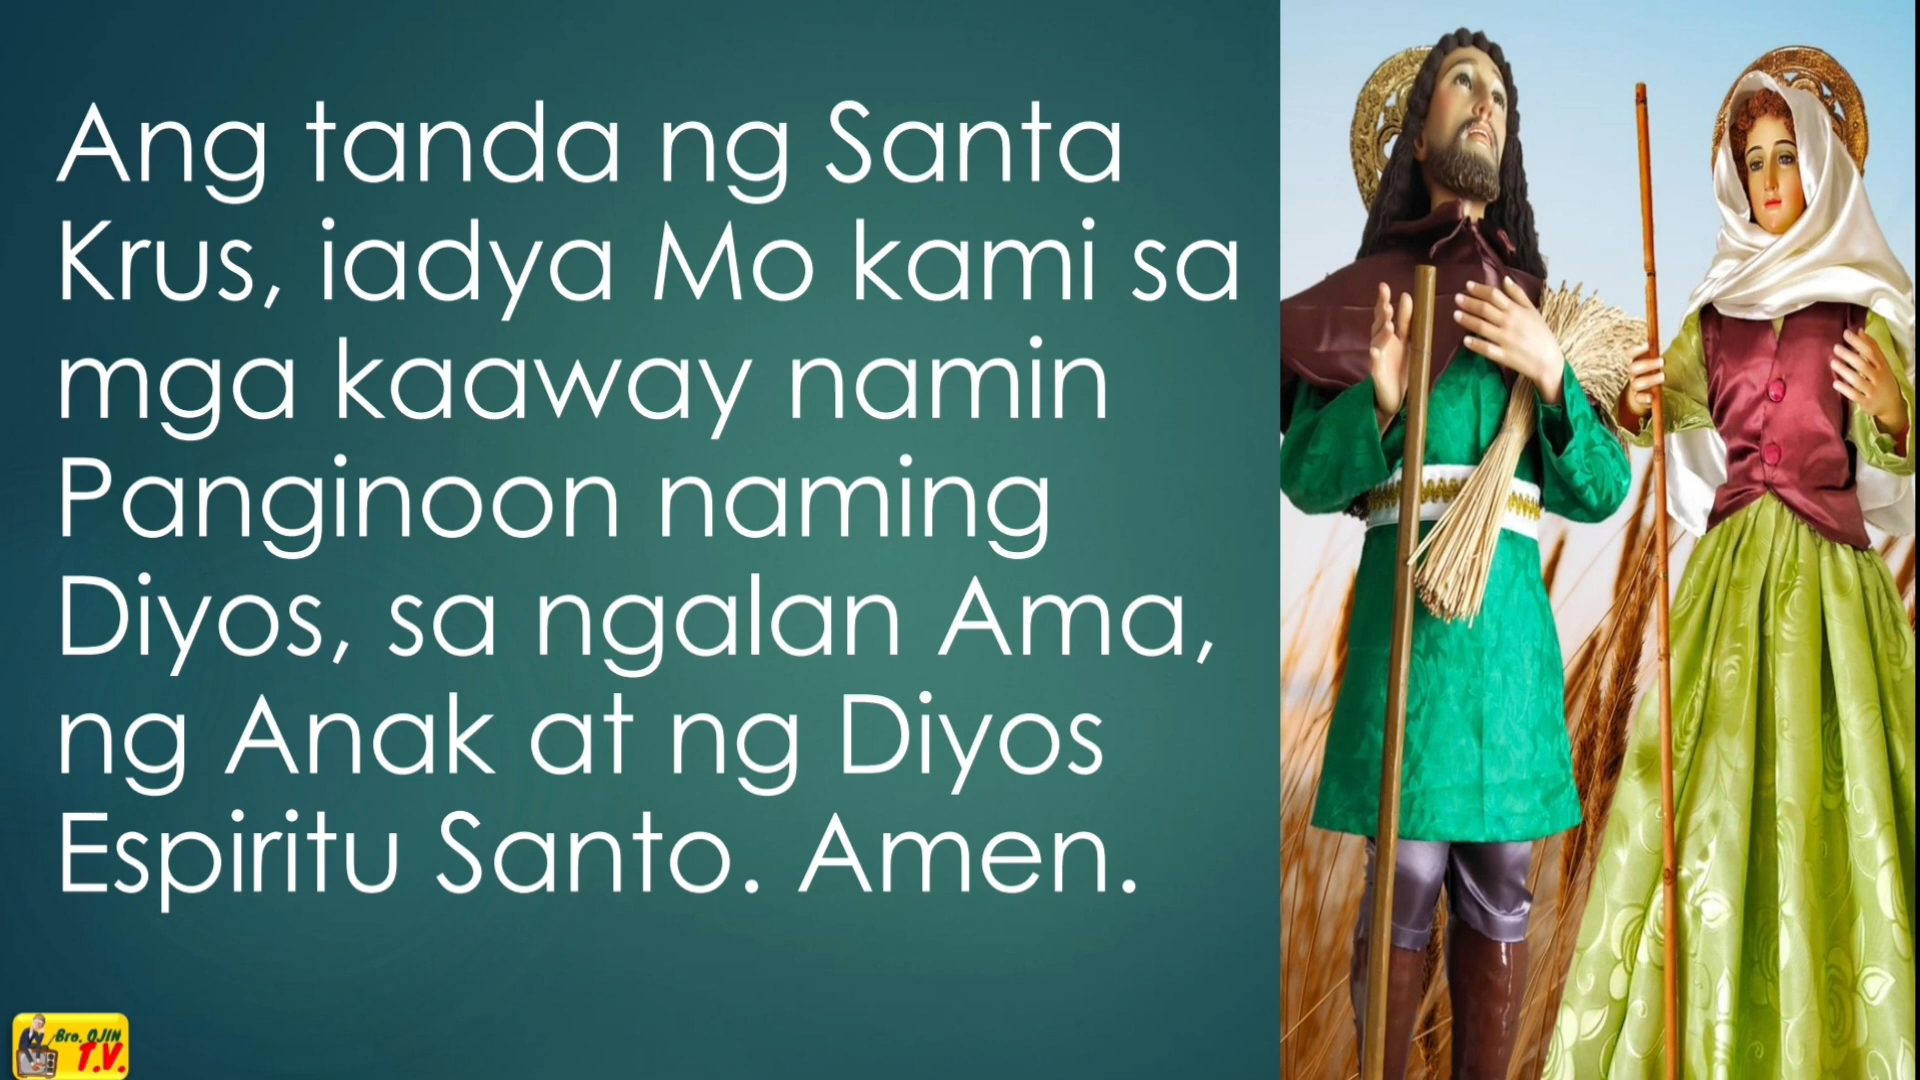 Ang tanda ng Santa
Krus, iadya Mo kami sa
mga kaaway namin
Panginoon naming
Diyos, sa ngalan Ama,
ng Anak at ng Diyos
Espiritu Santo. Amen.
Bro. OJIN
T.V.